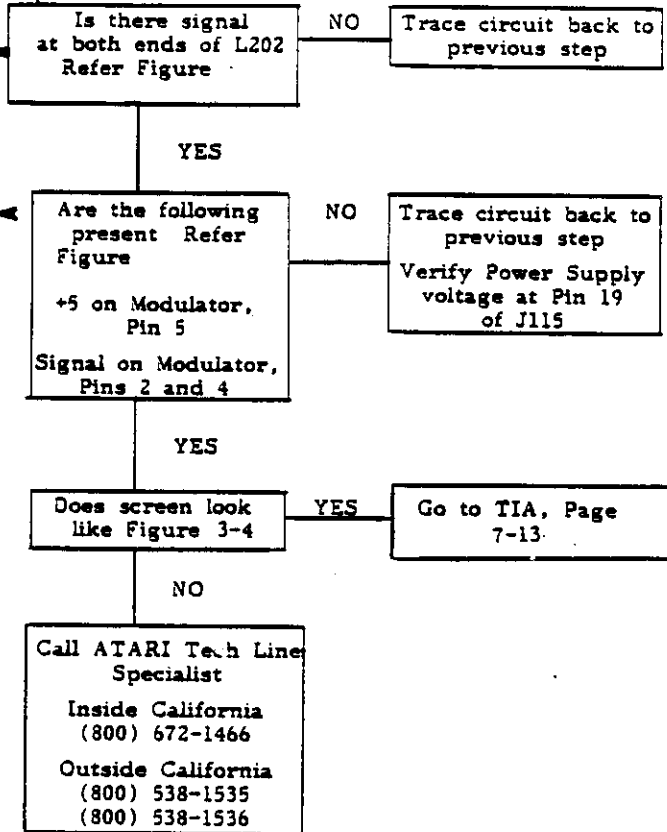 Is there signal
at both ends of L202
Refer Figure
NO
Trace circuit back to
previous step
YES
Are the following
present Refer
Figure
+5 on Modulator,
Pin 5
Signal on Modulator,
Pins 2 and 4
NO
Trace circuit back to
previous step
Verify Power Supply
voltage at Pin 19
of J115
YES
Does screen look
like Figure 3-4
YES
Go to TIA, Page
7-13
NO
Call ATARI Tech Line
Specialist
Inside California
(800) 672-1466
Outside California
(800) 538-1535
(800) 538-1536